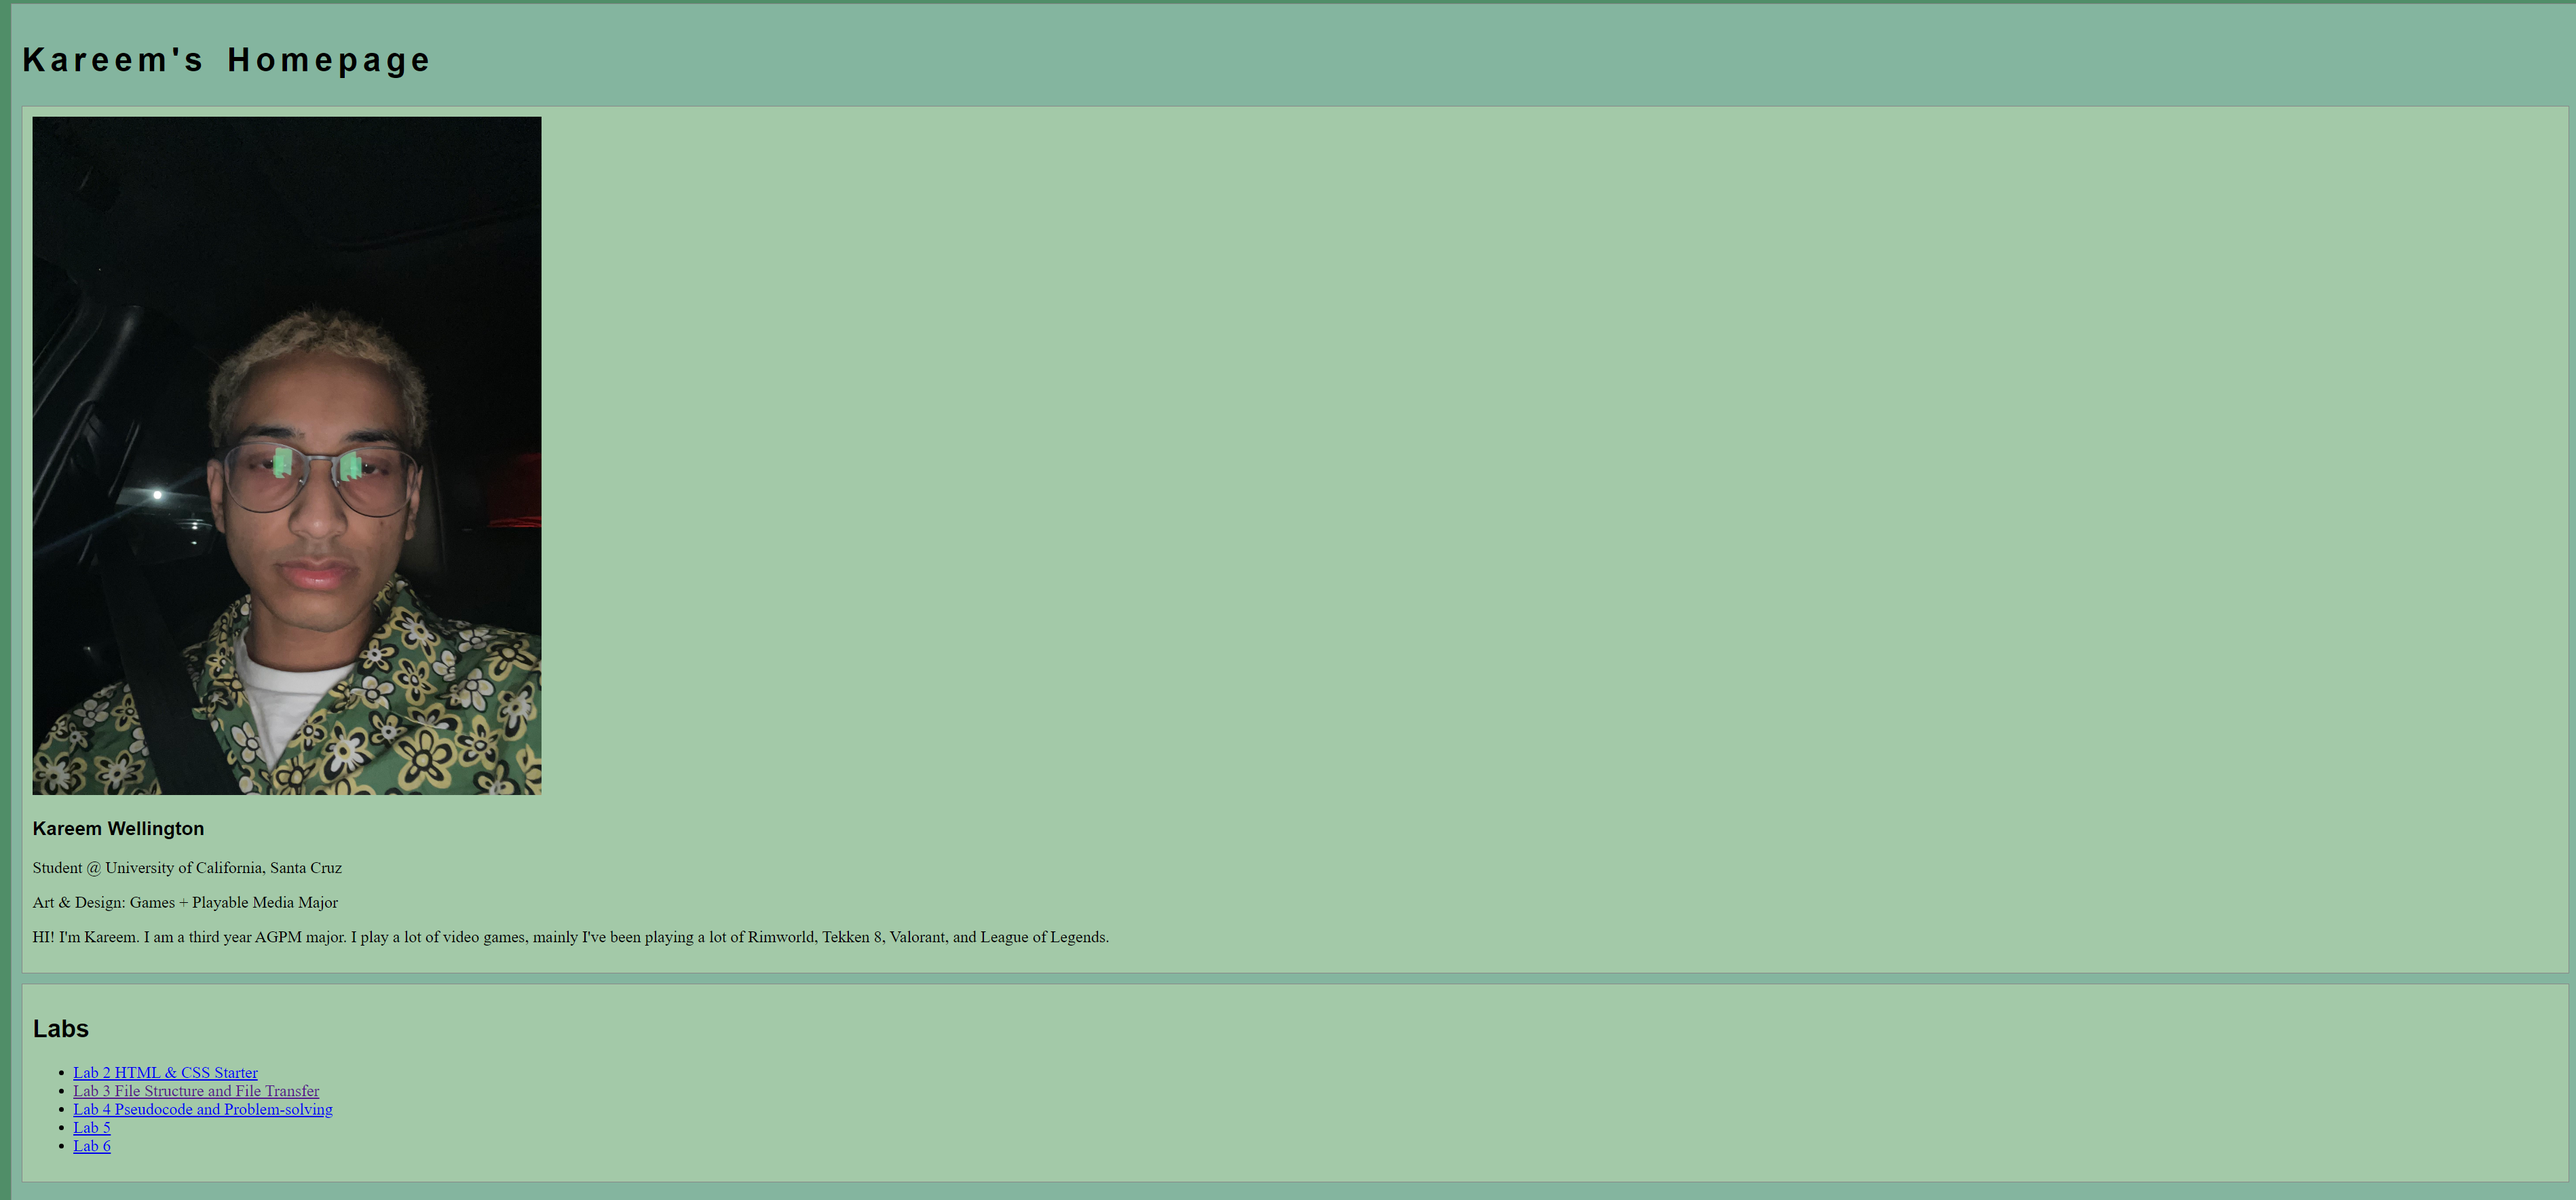 Kareem's Homepage
Kareem Wellington
Student @ University of California, Santa Cruz
Art & Design: Games + Playable Media Major
HI! I'm Kareem. I am a third year AGPM major. I play a lot of video games, mainly I've been playing a lot of Rimworld, Tekken 8, Valorant, and League of Legends.
Labs
Lab 2 HTML & CSS Starter
Lab 3 File Structure and File Transfer
Lab 4 Pseudocode and Problem-solving
Lab 5
Lab 6